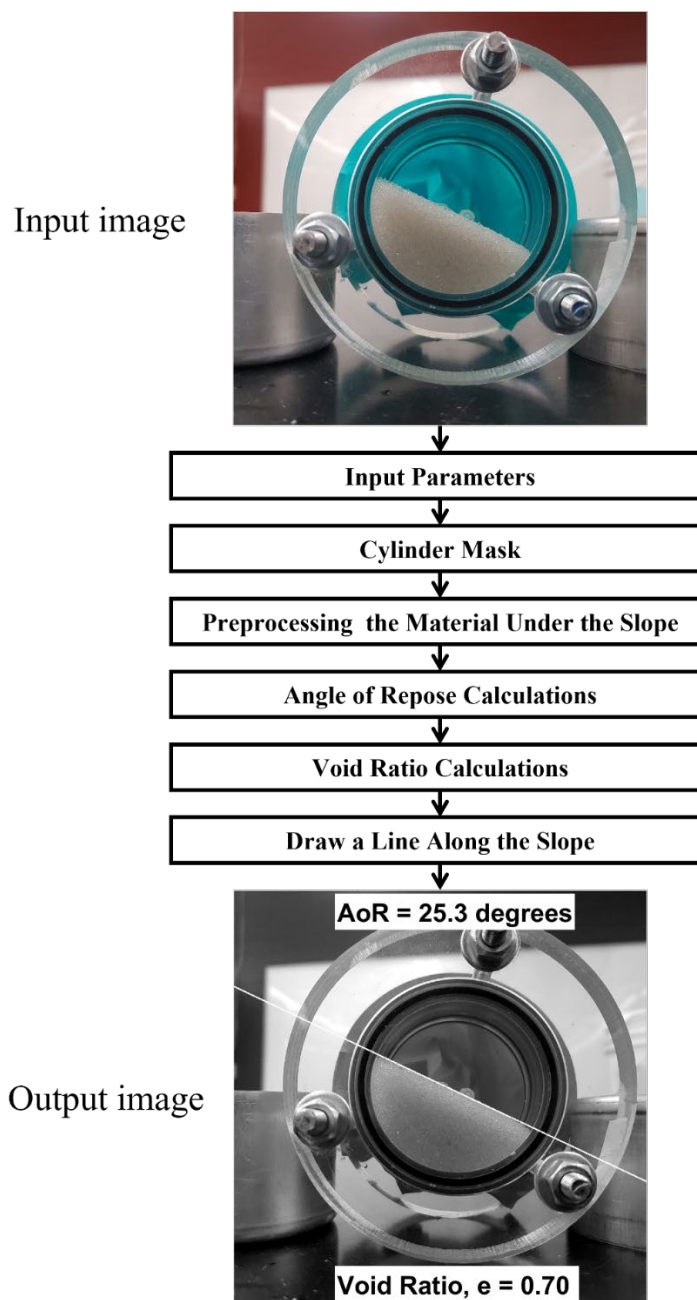 Input image
Input Parameters
Cylinder Mask
Preprocessing the Material Under the Slope
Angle of Repose Calculations
Void Ratio Calculations
Draw a Line Along the Slope
AoR = 25.3 degrees
Output image
Void Ratio, e = 0.70